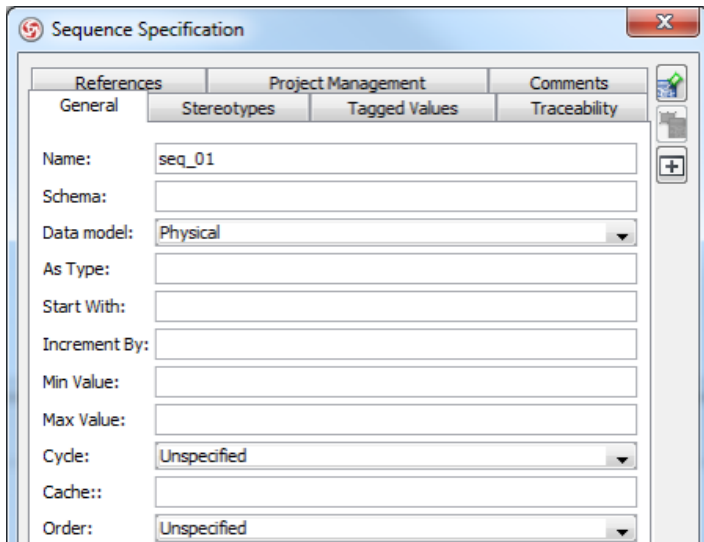 Sequence Specification
References Project Management Comments
General Stereotypes Tagged Values Traceability
Name: seq_01
Schema:
Data model: Physical
As Type:
Start With:
Increment By:
Min Value:
Max Value:
Cycle: Unspecified
Cache::
Order: Unspecified